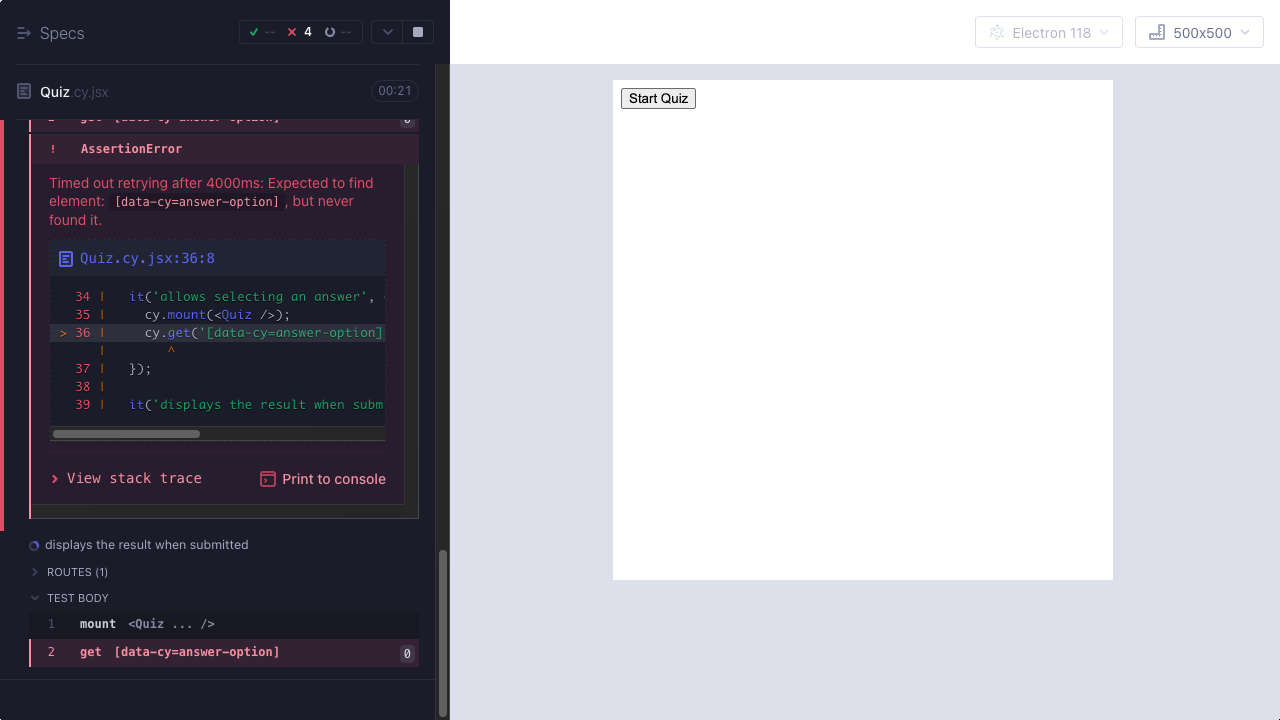 Specs
-- 4 --
Electron 118
500x500
Quiz.cy.jsx
00:21
2 get [data-cy=answer-option] 0
! AssertionError
Timed out retrying after 4000ms: Expected to find
element: [data-cy=answer-option] , but never
found it.
Quiz.cy.jsx:36:8
34 | it('allows selecting an answer', (
35 | cy.mount(<Quiz />);
> 36 | cy.get('[data-cy=answer-option]
| ^
37 | });
38 |
39 | it('displays the result when subm
View stack trace
Print to console
displays the result when submitted
ROUTES (1)
TEST BODY
1 mount <Quiz ... />
2 get [data-cy=answer-option] 0
Start Quiz